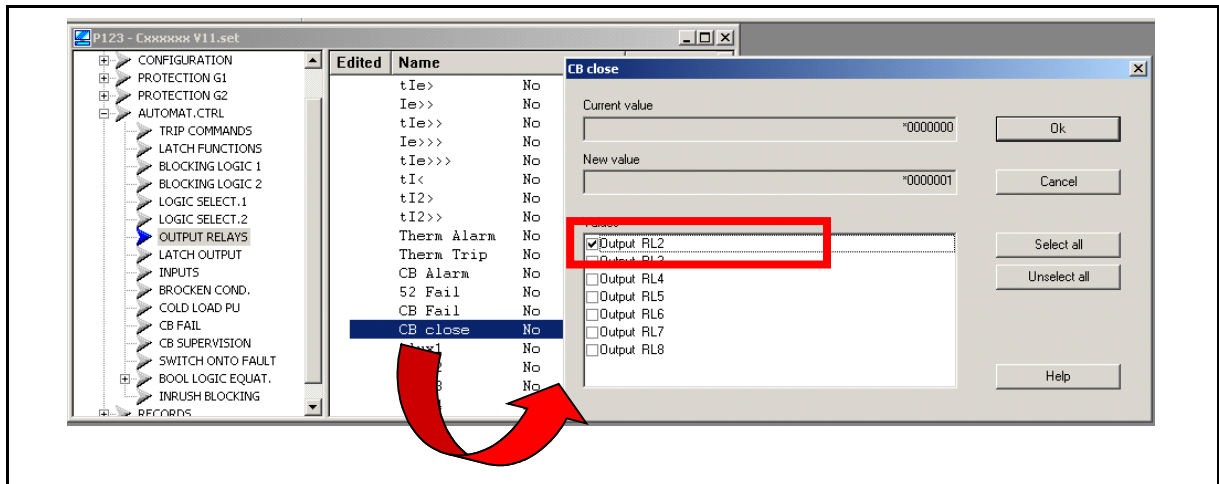 P123 - Cxxxxxx V11.set
CONFIGURATION
PROTECTION G1
PROTECTION G2
AUTOMAT.CTRL
TRIP COMMANDS
LATCH FUNCTIONS
BLOCKING LOGIC 1
BLOCKING LOGIC 2
LOGIC SELECT.1
LOGIC SELECT.2
OUTPUT RELAYS
LATCH OUTPUT
INPUTS
BROCKEN COND.
COLD LOAD PU
CB FAIL
CB SUPERVISION
SWITCH ONTO FAULT
BOOL LOGIC EQUAT.
INRUSH BLOCKING
RECORDS
Edited Name
tIe> No
Ie>> No
tIe>> No
Ie>>> No
tIe>>> No
tI< No
tI2> No
tI2>> No
Therm Alarm No
Therm Trip No
CB Alarm No
52 Fail No
CB Fail No
CB close No
No
No
No
CB close
Current value
*0000000
New value
*0000001
Output RL2
Output RL3
Output RL4
Output RL5
Output RL6
Output RL7
Output RL8
Ok
Cancel
Select all
Unselect all
Help